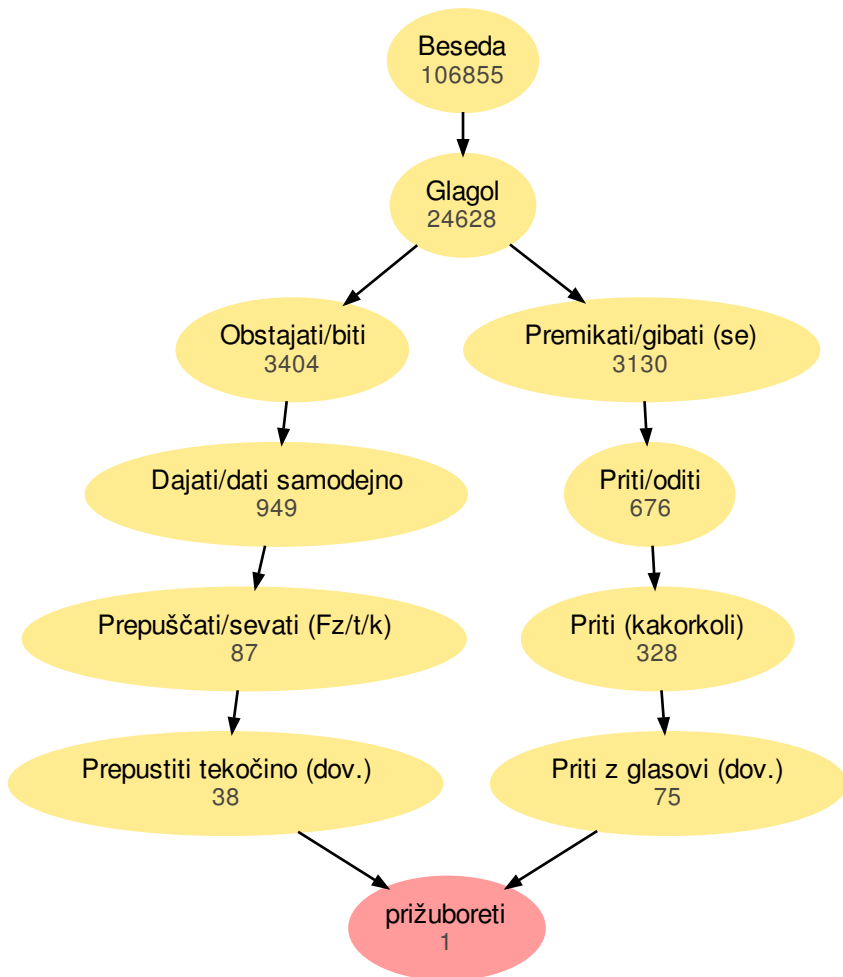 Beseda
106855
Glagol
24628
Obstajati/biti
3404
Premikati/gibati (se)
3130
Dajati/dati samodejno
949
Priti/oditi
676
Prepuščati/sevati (Fz/t/k)
87
Priti (kakorkoli)
328
Prepustiti tekočino (dov.)
38
Priti z glasovi (dov.)
75
prižuboreti
1